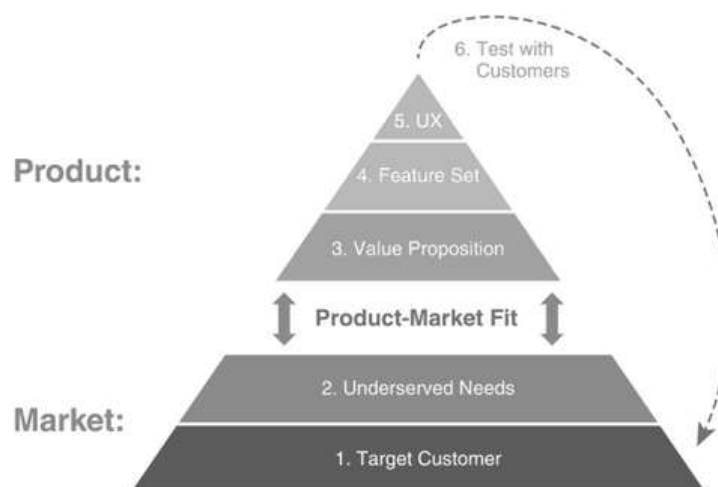 6. Test with
Customers
5. UX
Product:
4. Feature Set
3. Value Proposition
Product-Market Fit
2. Underserved Needs
Market:
1. Target Customer